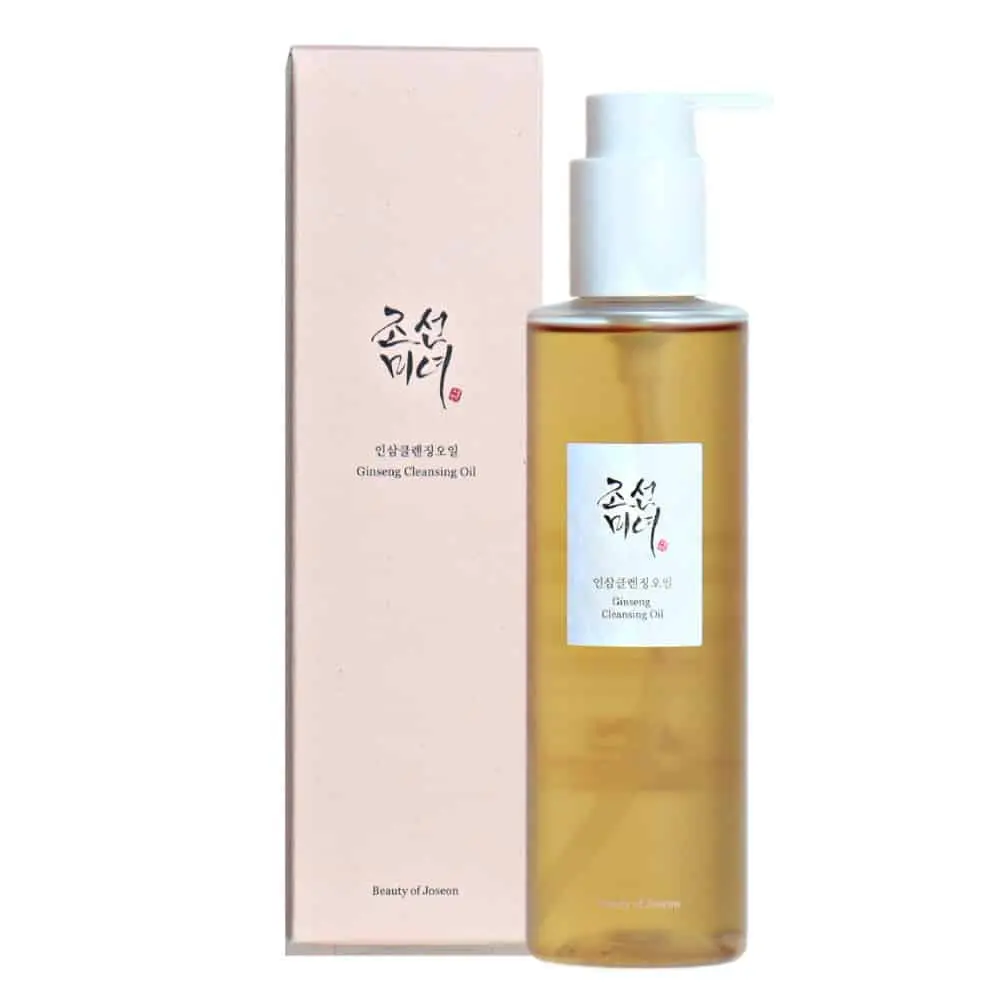 조선
미녀
인삼클렌징오일
Ginseng Cleansing Oil
Beauty of Joseon
조선
미녀
인삼클렌징오일
Ginseng
Cleansing Oil
Beauty of Joseon